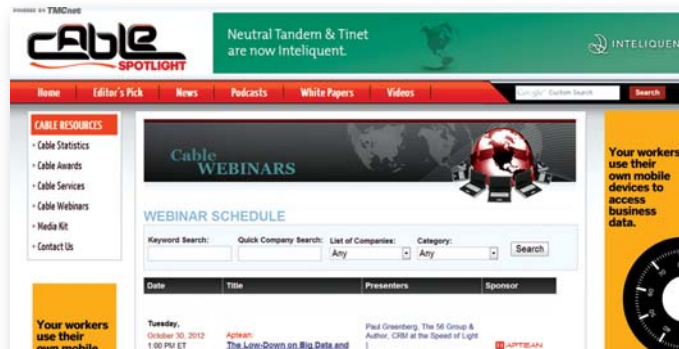 POWERED BY TMCnet
CABLE
SPOTLIGHT
Neutral Tandem & Tinet
are now Inteliquent.
INTELIQUEN
Home
Editor's Pick
News
Podcasts
White Papers
Videos
Google™ Custom Search
Search
CABLE RESOURCES
Cable Statistics
Cable Awards
Cable Services
Cable Webinars
Media Kit
Contact Us
Cable
WEBINARS
Your workers
use their
own mobile
devices to
access
business
data.
WEBINAR SCHEDULE
Keyword Search:
Quick Company Search:
List of Companies:
Category:
Any
Any
Search
Date
Title
Presenters
Sponsor
Your workers
use their
own mobile
Tuesday,
October 30, 2012
1:00 PM ET
Aptean:
The Low-Down on Big Data and
Paul Greenberg, The 56 Group &
Author, CRM at the Speed of Light
|
APTEAN